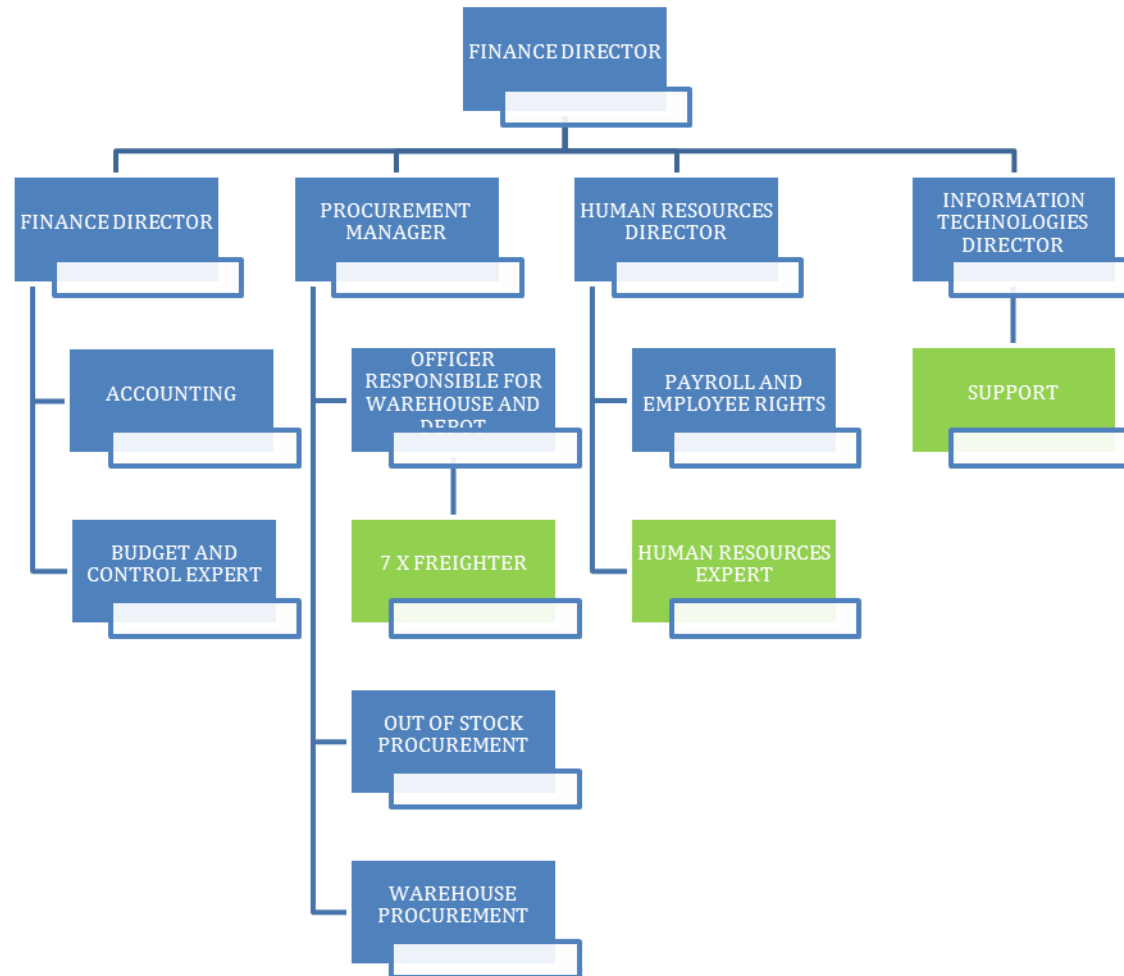 FINANCE DIRECTOR
FINANCE DIRECTOR
PROCUREMENT
MANAGER
HUMAN RESOURCES
DIRECTOR
INFORMATION
TECHNOLOGIES
DIRECTOR
ACCOUNTING
OFFICER
RESPONSIBLE FOR
WAREHOUSE AND
DEPOT
PAYROLL AND
EMPLOYEE RIGHTS
SUPPORT
BUDGET AND
CONTROL EXPERT
7 X FREIGHTER
HUMAN RESOURCES
EXPERT
OUT OF STOCK
PROCUREMENT
WAREHOUSE
PROCUREMENT